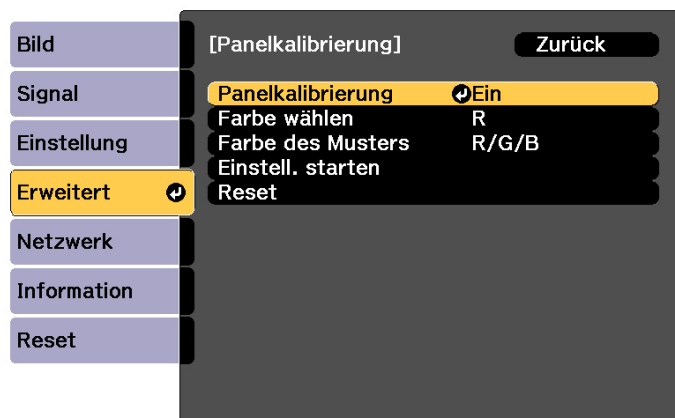 Bild
Signal
Einstellung
Erweitert
Netzwerk
Information
Reset
[Panelkalibrierung] Zurück
Panelkalibrierung Ein
Farbe wählen R
Farbe des Musters R/G/B
Einstell. starten
Reset